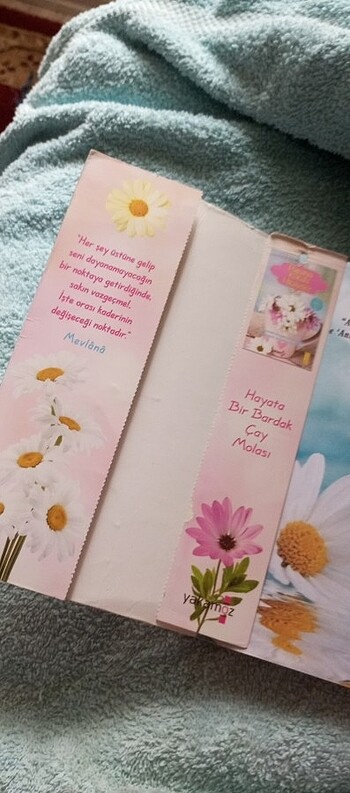 "Her şey üstüne gelip
seni dayanamayacağın
bir noktaya getirdiğinde,
sakın vazgeçme!..
İşte orası kaderinin
değişeceği noktadır."
Mevlânâ
Hayata
Bir Bardak
Çay
Molası
yakamoz